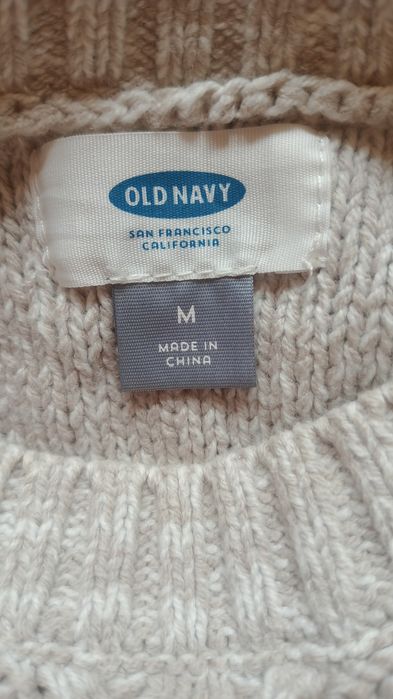 OLD NAVY
SAN FRANCISCO
CALIFORNIA
M
MADE IN
CHINA